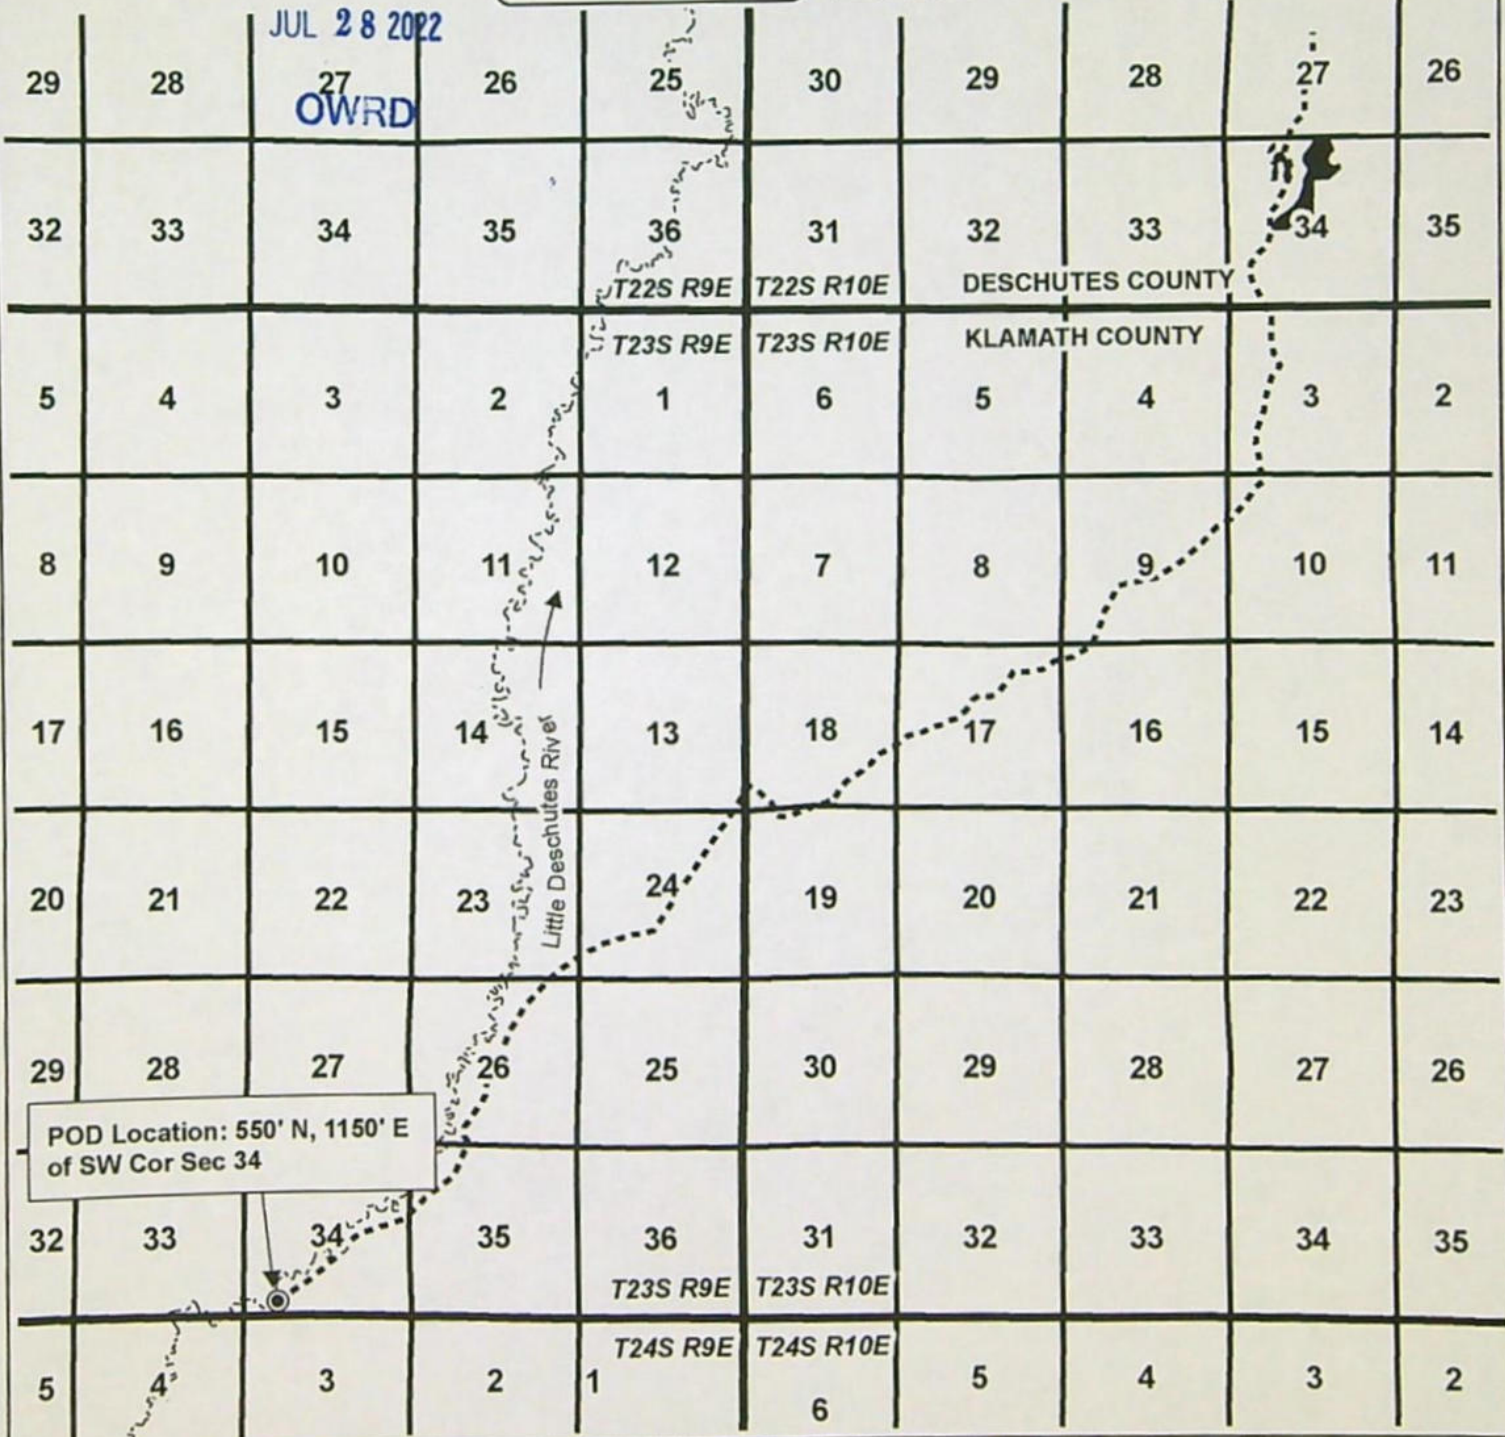 JUL 28 2022
29 28 27 26 25 30 29 28 27 26
OWRD
32 33 34 35 36 31 32 33 34 35
T22S R9E T22S R10E DESCHUTES COUNTY
T23S R9E T23S R10E KLAMATH COUNTY
5 4 3 2 1 6 5 4 3 2
8 9 10 11 12 7 8 9 10 11
17 16 15 14 13 18 17 16 15 14
Little Deschutes River
20 21 22 23 24 19 20 21 22 23
29 28 27 26 25 30 29 28 27 26
POD Location: 550' N, 1150' E
of SW Cor Sec 34
32 33 34 35 36 31 32 33 34 35
T23S R9E T23S R10E
T24S R9E T24S R10E
5 4 3 2 1 6 5 4 3 2